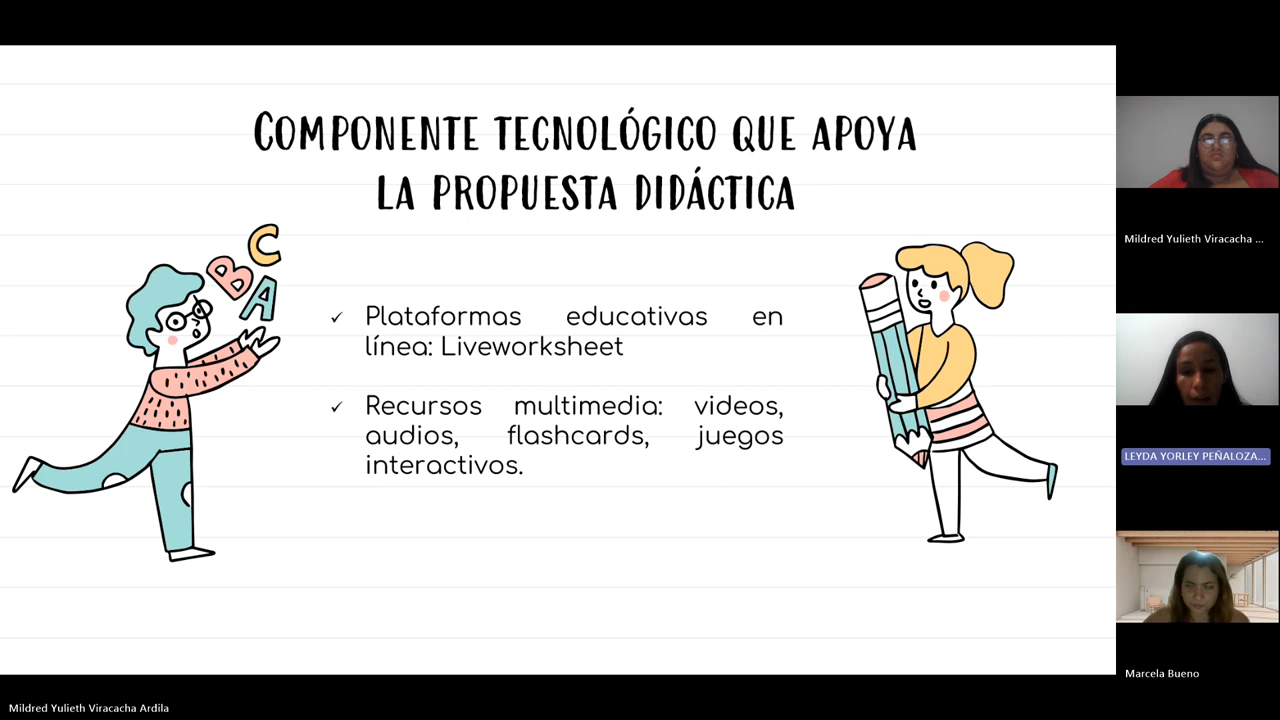 COMPONENTE TECNOLÓGICO QUE APOYA
LA PROPUESTA DIDÁCTICA
C
B
A
✓ Plataformas educativas en
línea: Liveworksheet
✓ Recursos multimedia: videos,
audios, flashcards, juegos
interactivos.
Mildred Yulieth Viracacha ...
LEYDA YORLEY PEÑALOZA...
Marcela Bueno
Mildred Yulieth Viracacha Ardila